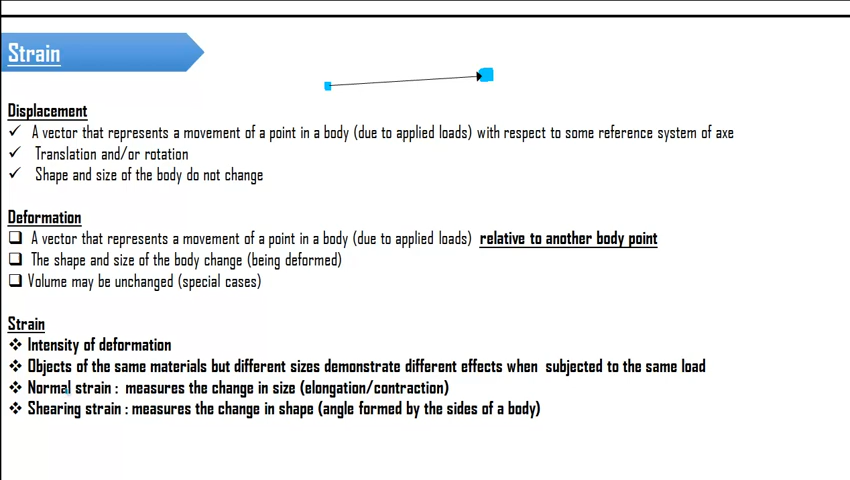 Strain
Displacement
A vector that represents a movement of a point in a body (due to applied loads) with respect to some reference system of axe
Translation and/or rotation
Shape and size of the body do not change
Deformation
A vector that represents a movement of a point in a body (due to applied loads) relative to another body point
The shape and size of the body change (being deformed)
Volume may be unchanged (special cases)
Strain
Intensity of deformation
Objects of the same materials but different sizes demonstrate different effects when subjected to the same load
Normal strain : measures the change in size (elongation/contraction)
Shearing strain : measures the change in shape (angle formed by the sides of a body)